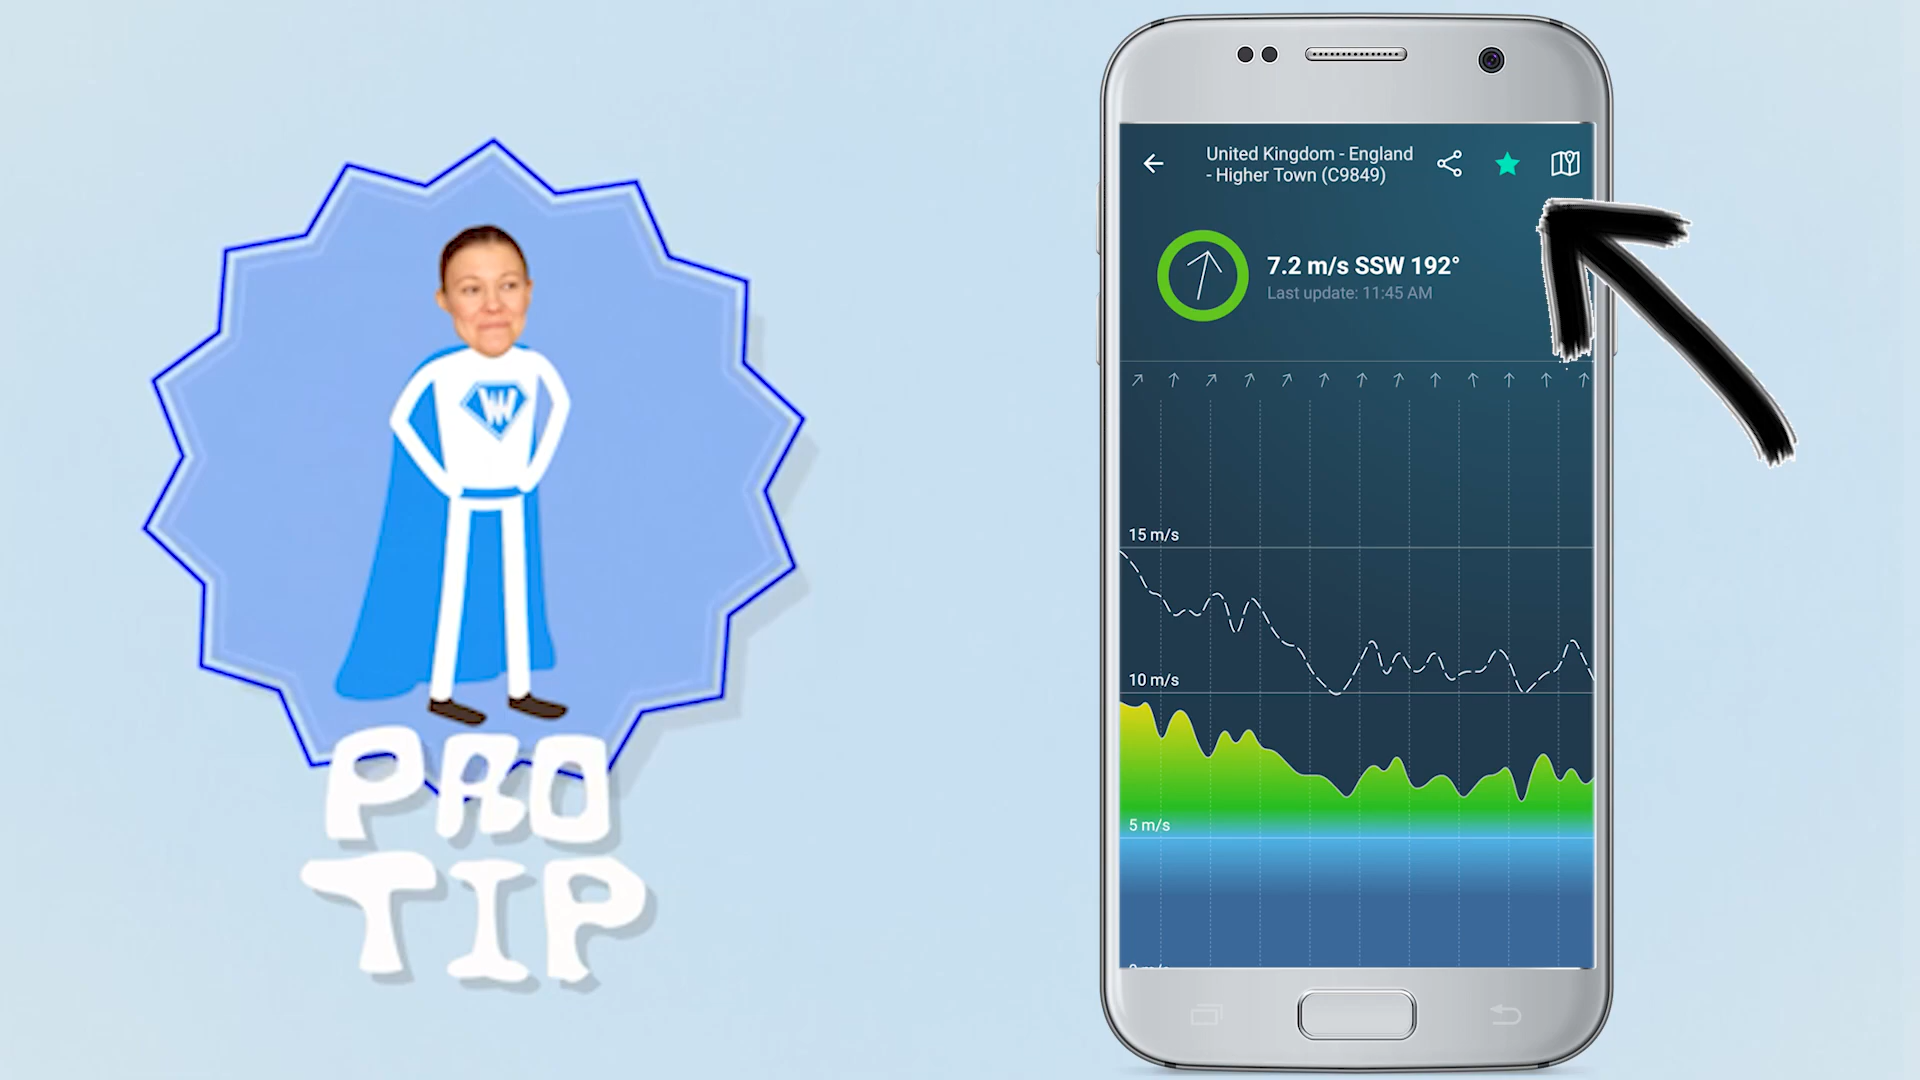 W
PRO
TIP
United Kingdom - England
- Higher Town (C9849)
7.2 m/s SSW 192°
Last update: 11:45 AM
15 m/s
10 m/s
5 m/s